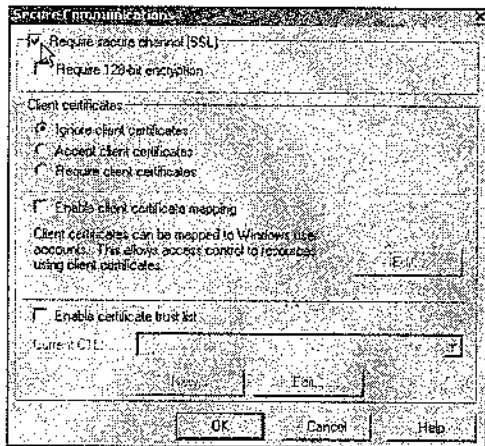 Secure Communications
Require secure channel (SSL)
Require 128-bit encryption
Client certificates
Ignore client certificates
Accept client certificates
Require client certificates
Enable client certificate mapping
Client certificates can be mapped to Windows user
accounts. This allows access control to resources
using client certificates.
Edit...
Enable certificate trust list
Current CTL:
New...
Edit...
OK
Cancel
Help